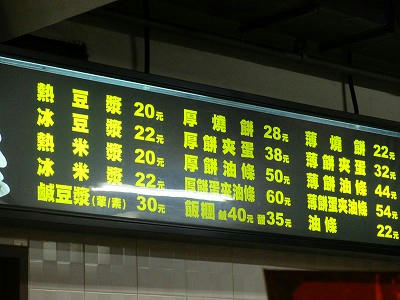 熱豆漿 20元
冰豆漿 22元
熱米漿 20元
冰米漿 22元
鹹豆漿(葷/素) 30元
厚燒餅 28元
厚餅夾蛋 38元
厚餅油條 50元
厚餅蛋夾油條 60元
飯糰 鹹40元 甜35元
薄燒餅 22元
薄餅夾蛋 32元
薄餅油條 44元
薄餅蛋夾油條 54元
油條 22元